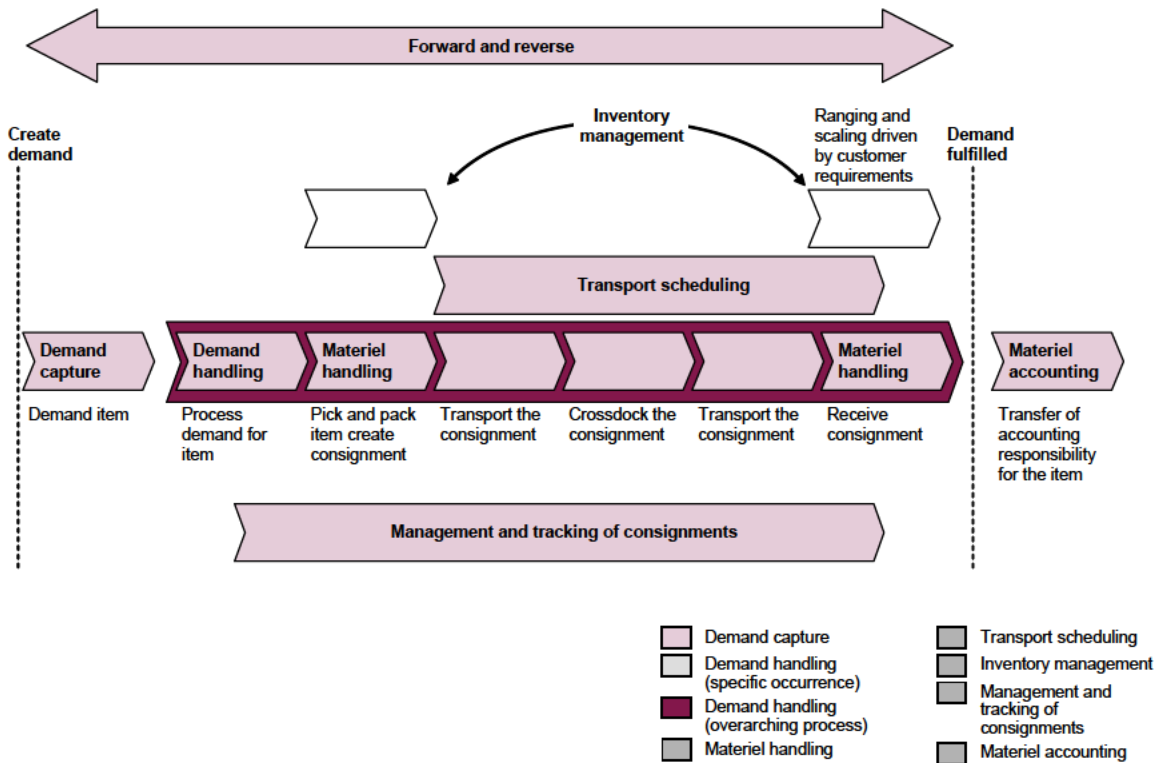 Forward and reverse
Create
demand
Inventory
management
Ranging and
scaling driven
by customer
requirements
Demand
fulfilled
Transport scheduling
Demand
capture
Demand
handling
Materiel
handling
Materiel
handling
Materiel
accounting
Demand item
Process
demand for
item
Pick and pack
item create
consignment
Transport the
consignment
Crossdock the
consignment
Transport the
consignment
Receive
consignment
Transfer of
accounting
responsibility
for the item
Management and tracking of consignments
Demand capture
Demand handling
(specific occurrence)
Demand handling
(overarching process)
Materiel handling
Transport scheduling
Inventory management
Management and
tracking of
consignments
Materiel accounting